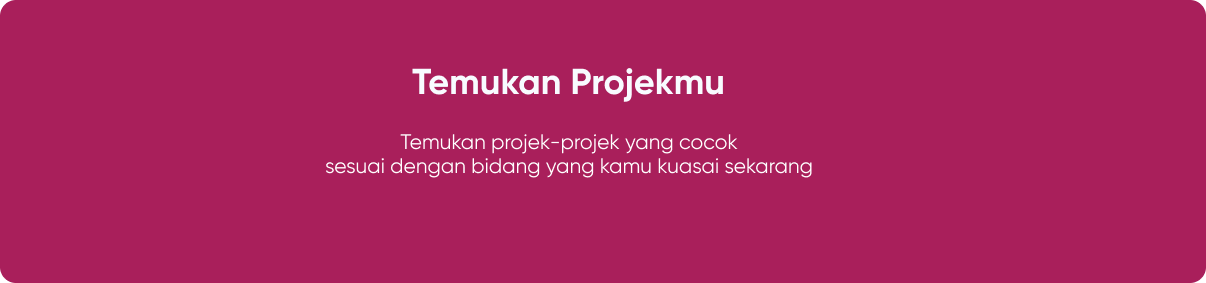 Temukan Projekmu
Temukan projek-projek yang cocok
sesuai dengan bidang yang kamu kuasai sekarang